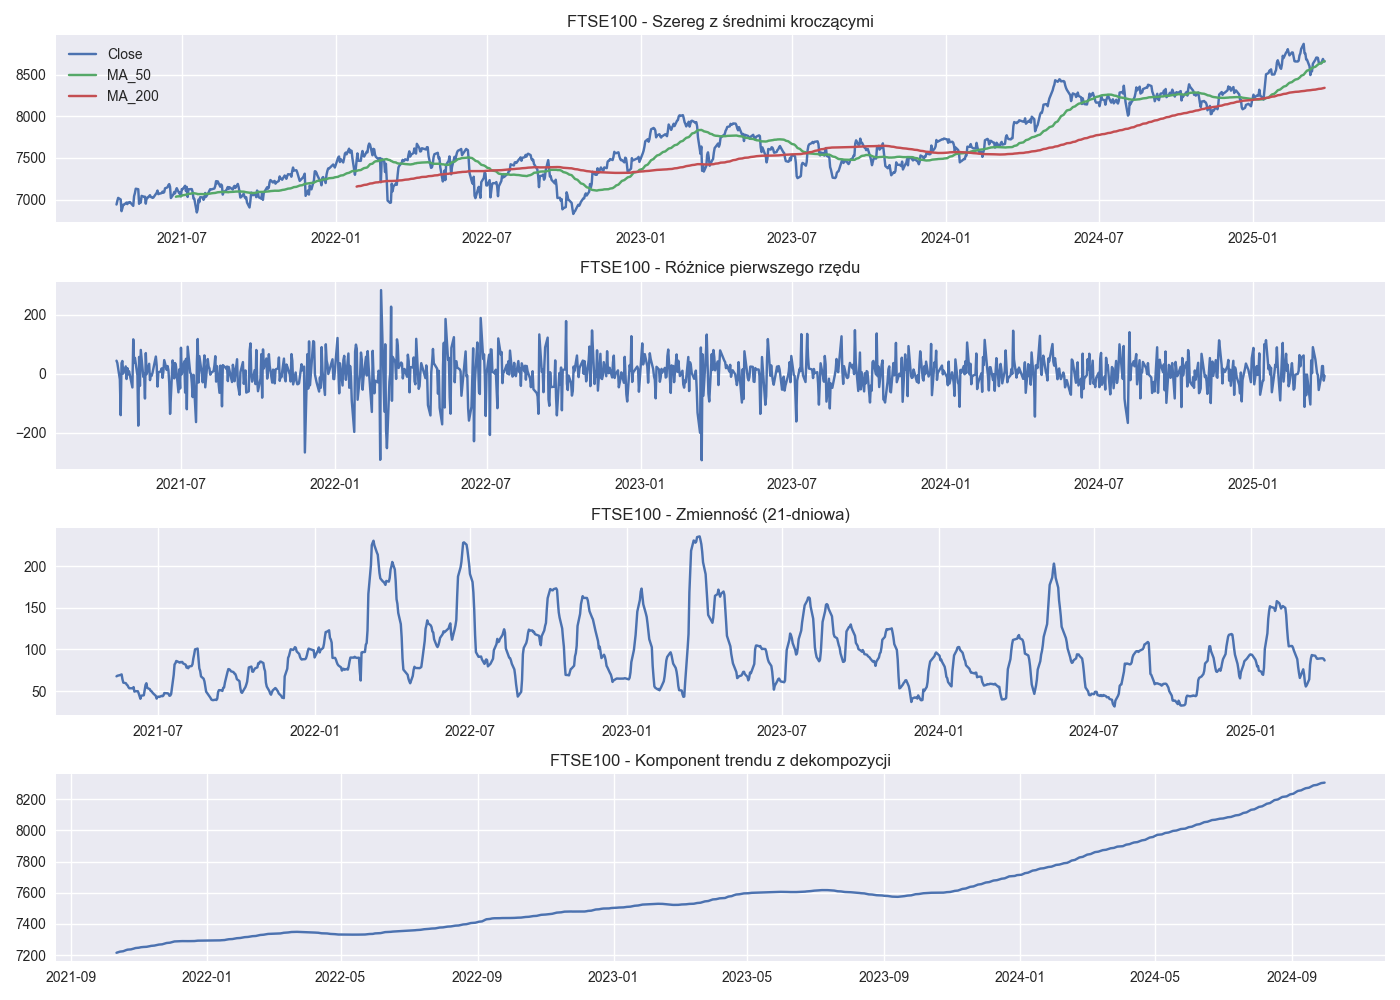 FTSE100 - Szereg z średnimi kroczącymi
Close
MA_50
MA_200
8500
8000
7500
7000
2021-07 2022-01 2022-07 2023-01 2023-07 2024-01 2024-07 2025-01
FTSE100 - Różnice pierwszego rzędu
200
0
−200
2021-07 2022-01 2022-07 2023-01 2023-07 2024-01 2024-07 2025-01
FTSE100 - Zmienność (21-dniowa)
200
150
100
50
2021-07 2022-01 2022-07 2023-01 2023-07 2024-01 2024-07 2025-01
FTSE100 - Komponent trendu z dekompozycji
8200
8000
7800
7600
7400
7200
2021-09 2022-01 2022-05 2022-09 2023-01 2023-05 2023-09 2024-01 2024-05 2024-09